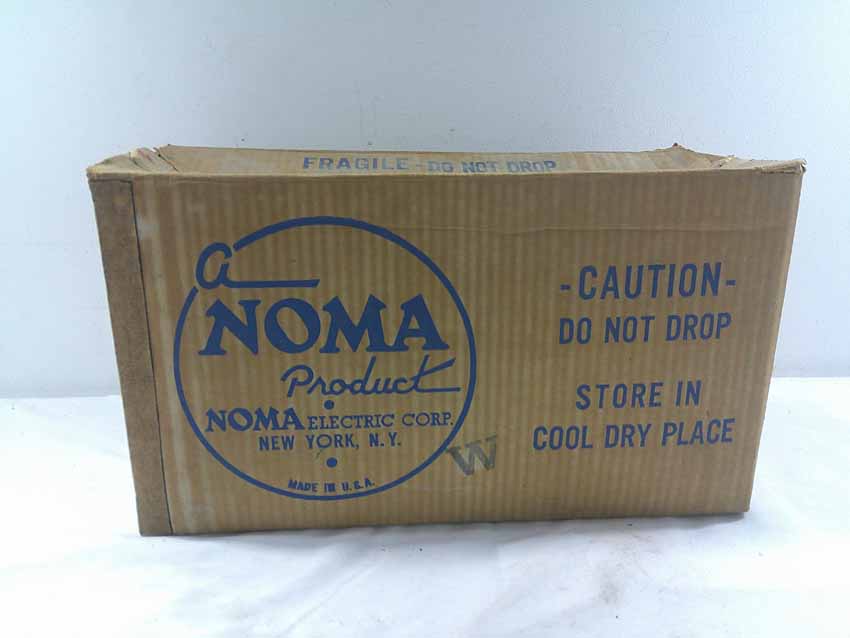 FRAGILE - DO NOT DROP
a
NOMA
Product
NOMA ELECTRIC CORP.
NEW YORK, N.Y.
MADE IN U.S.A.
W
-CAUTION-
DO NOT DROP
STORE IN
COOL DRY PLACE